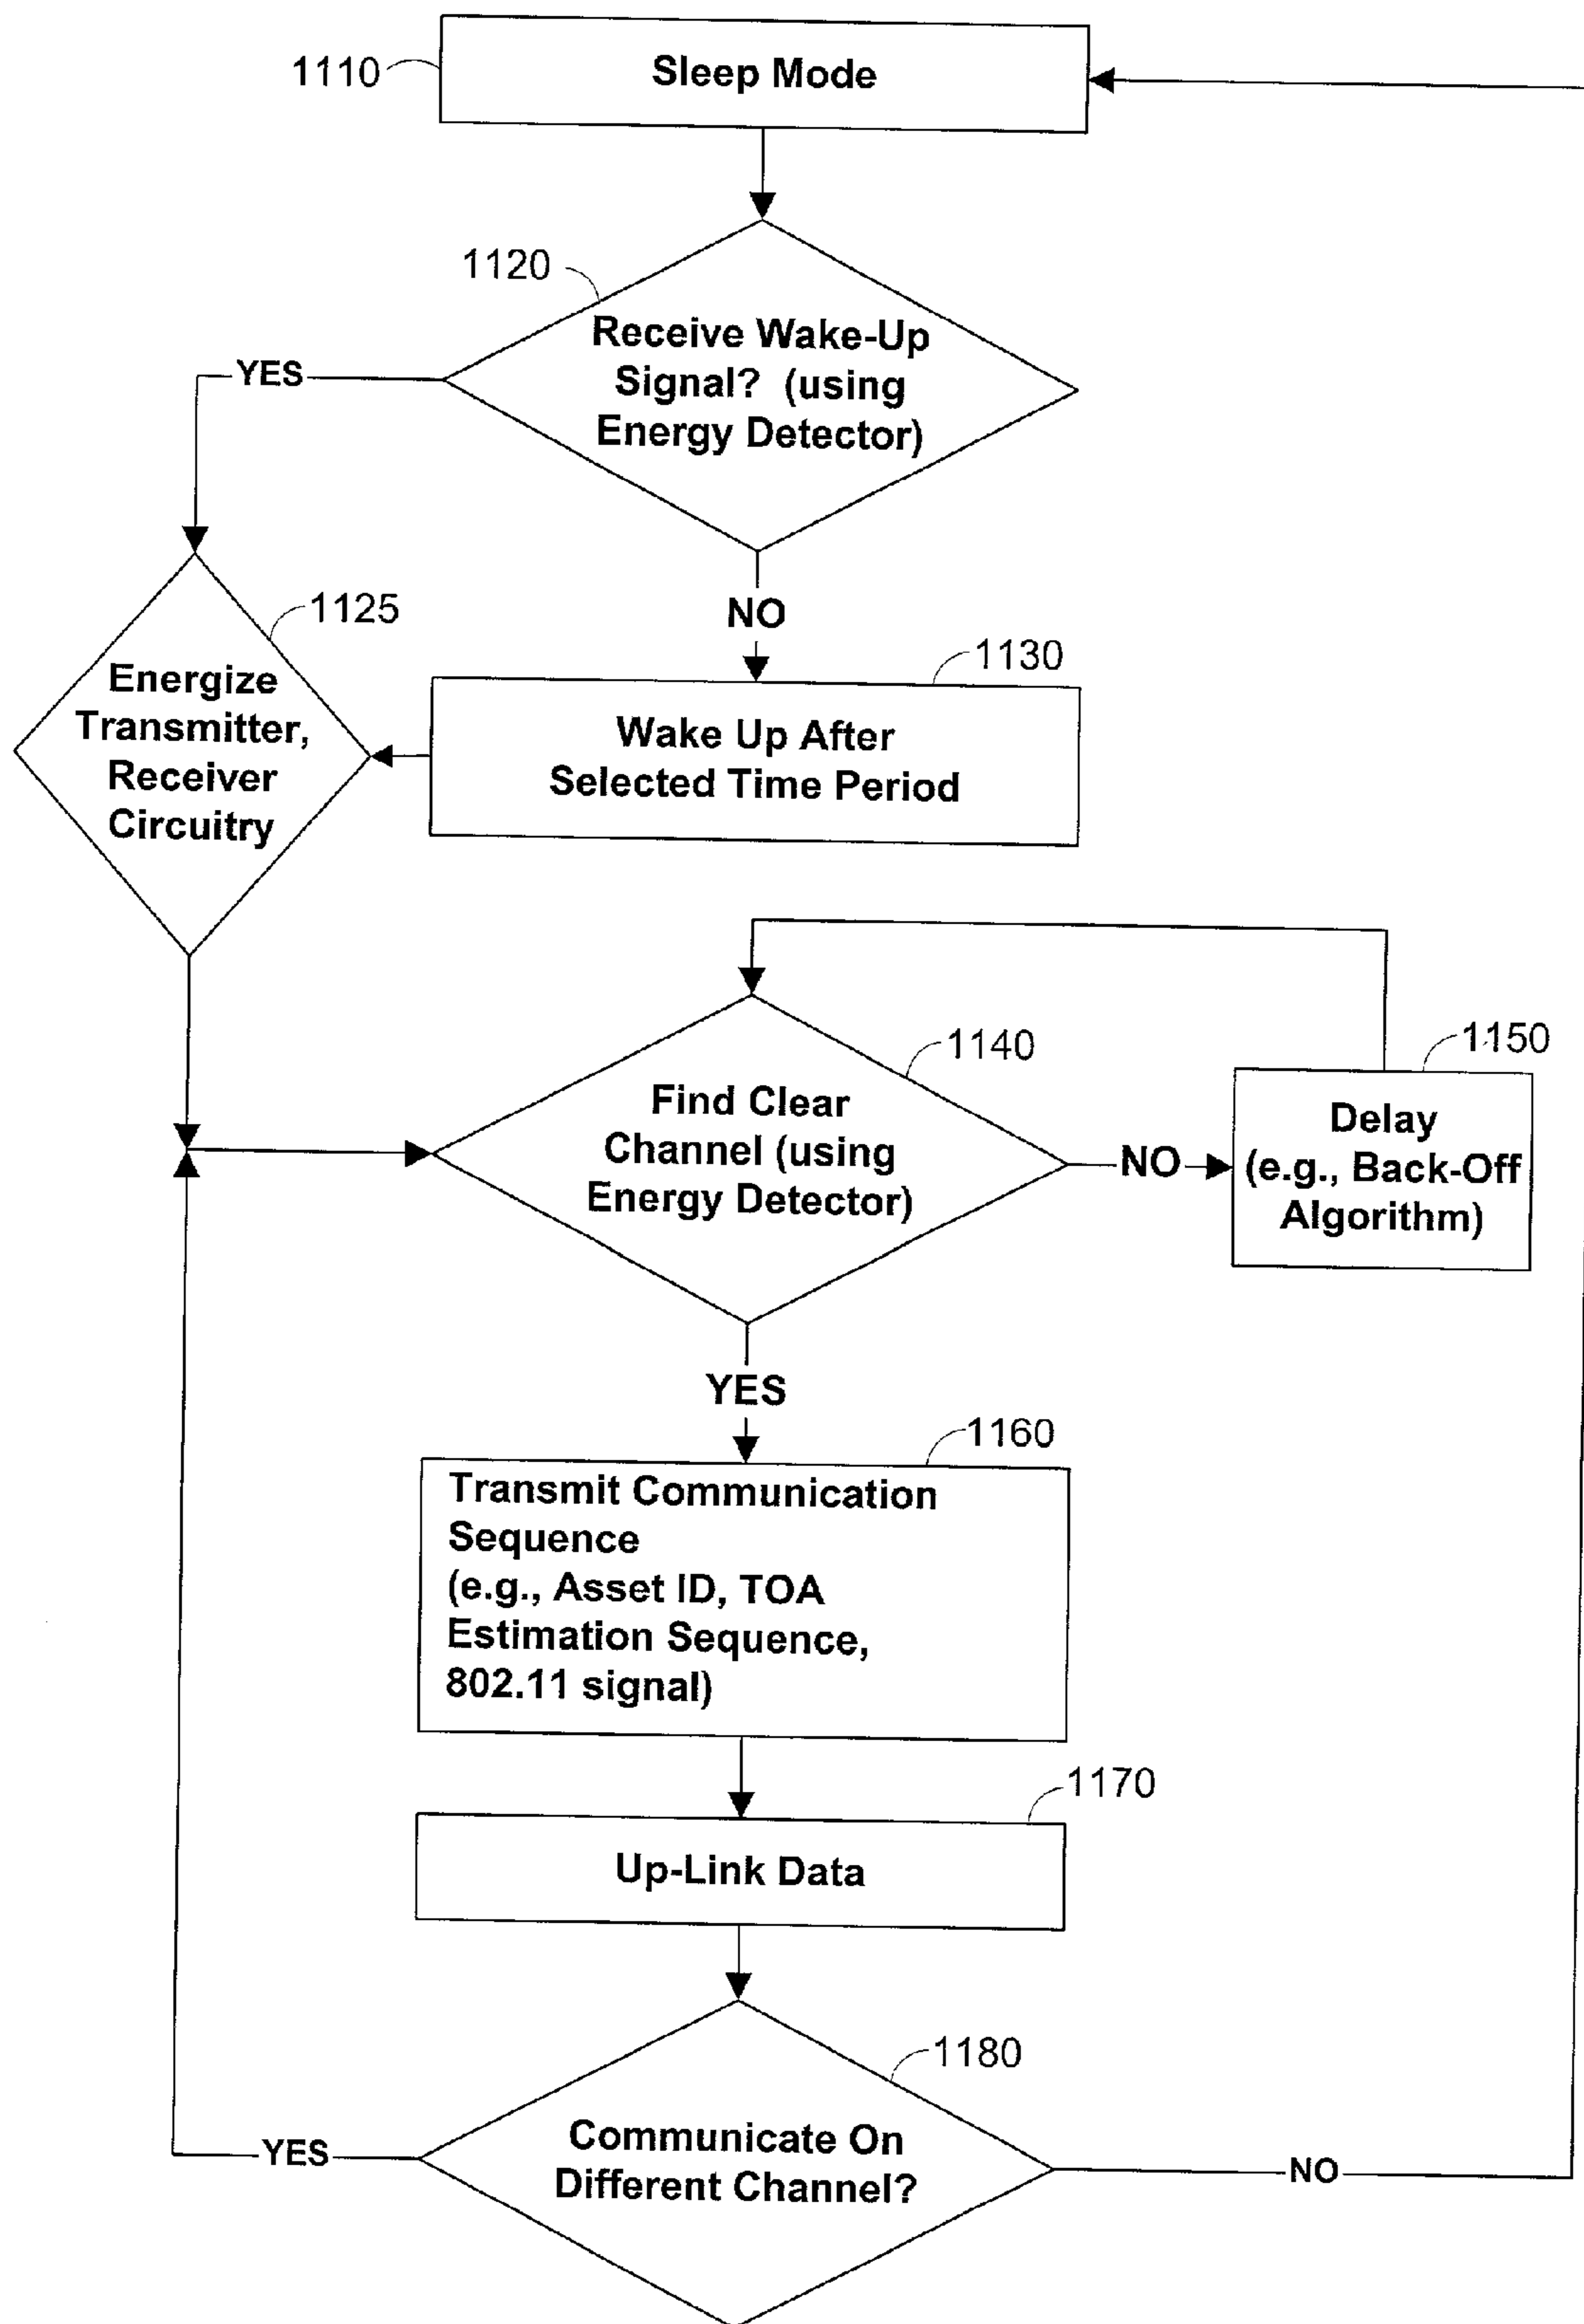 1110
Sleep Mode
1120
Receive Wake-Up
Signal? (using
Energy Detector)
YES
NO
1125
Energize
Transmitter,
Receiver
Circuitry
1130
Wake Up After
Selected Time Period
1140
Find Clear
Channel (using
Energy Detector)
NO
1150
Delay
(e.g., Back-Off
Algorithm)
YES
1160
Transmit Communication
Sequence
(e.g., Asset ID, TOA
Estimation Sequence,
802.11 signal)
1170
Up-Link Data
1180
Communicate On
Different Channel?
YES
NO